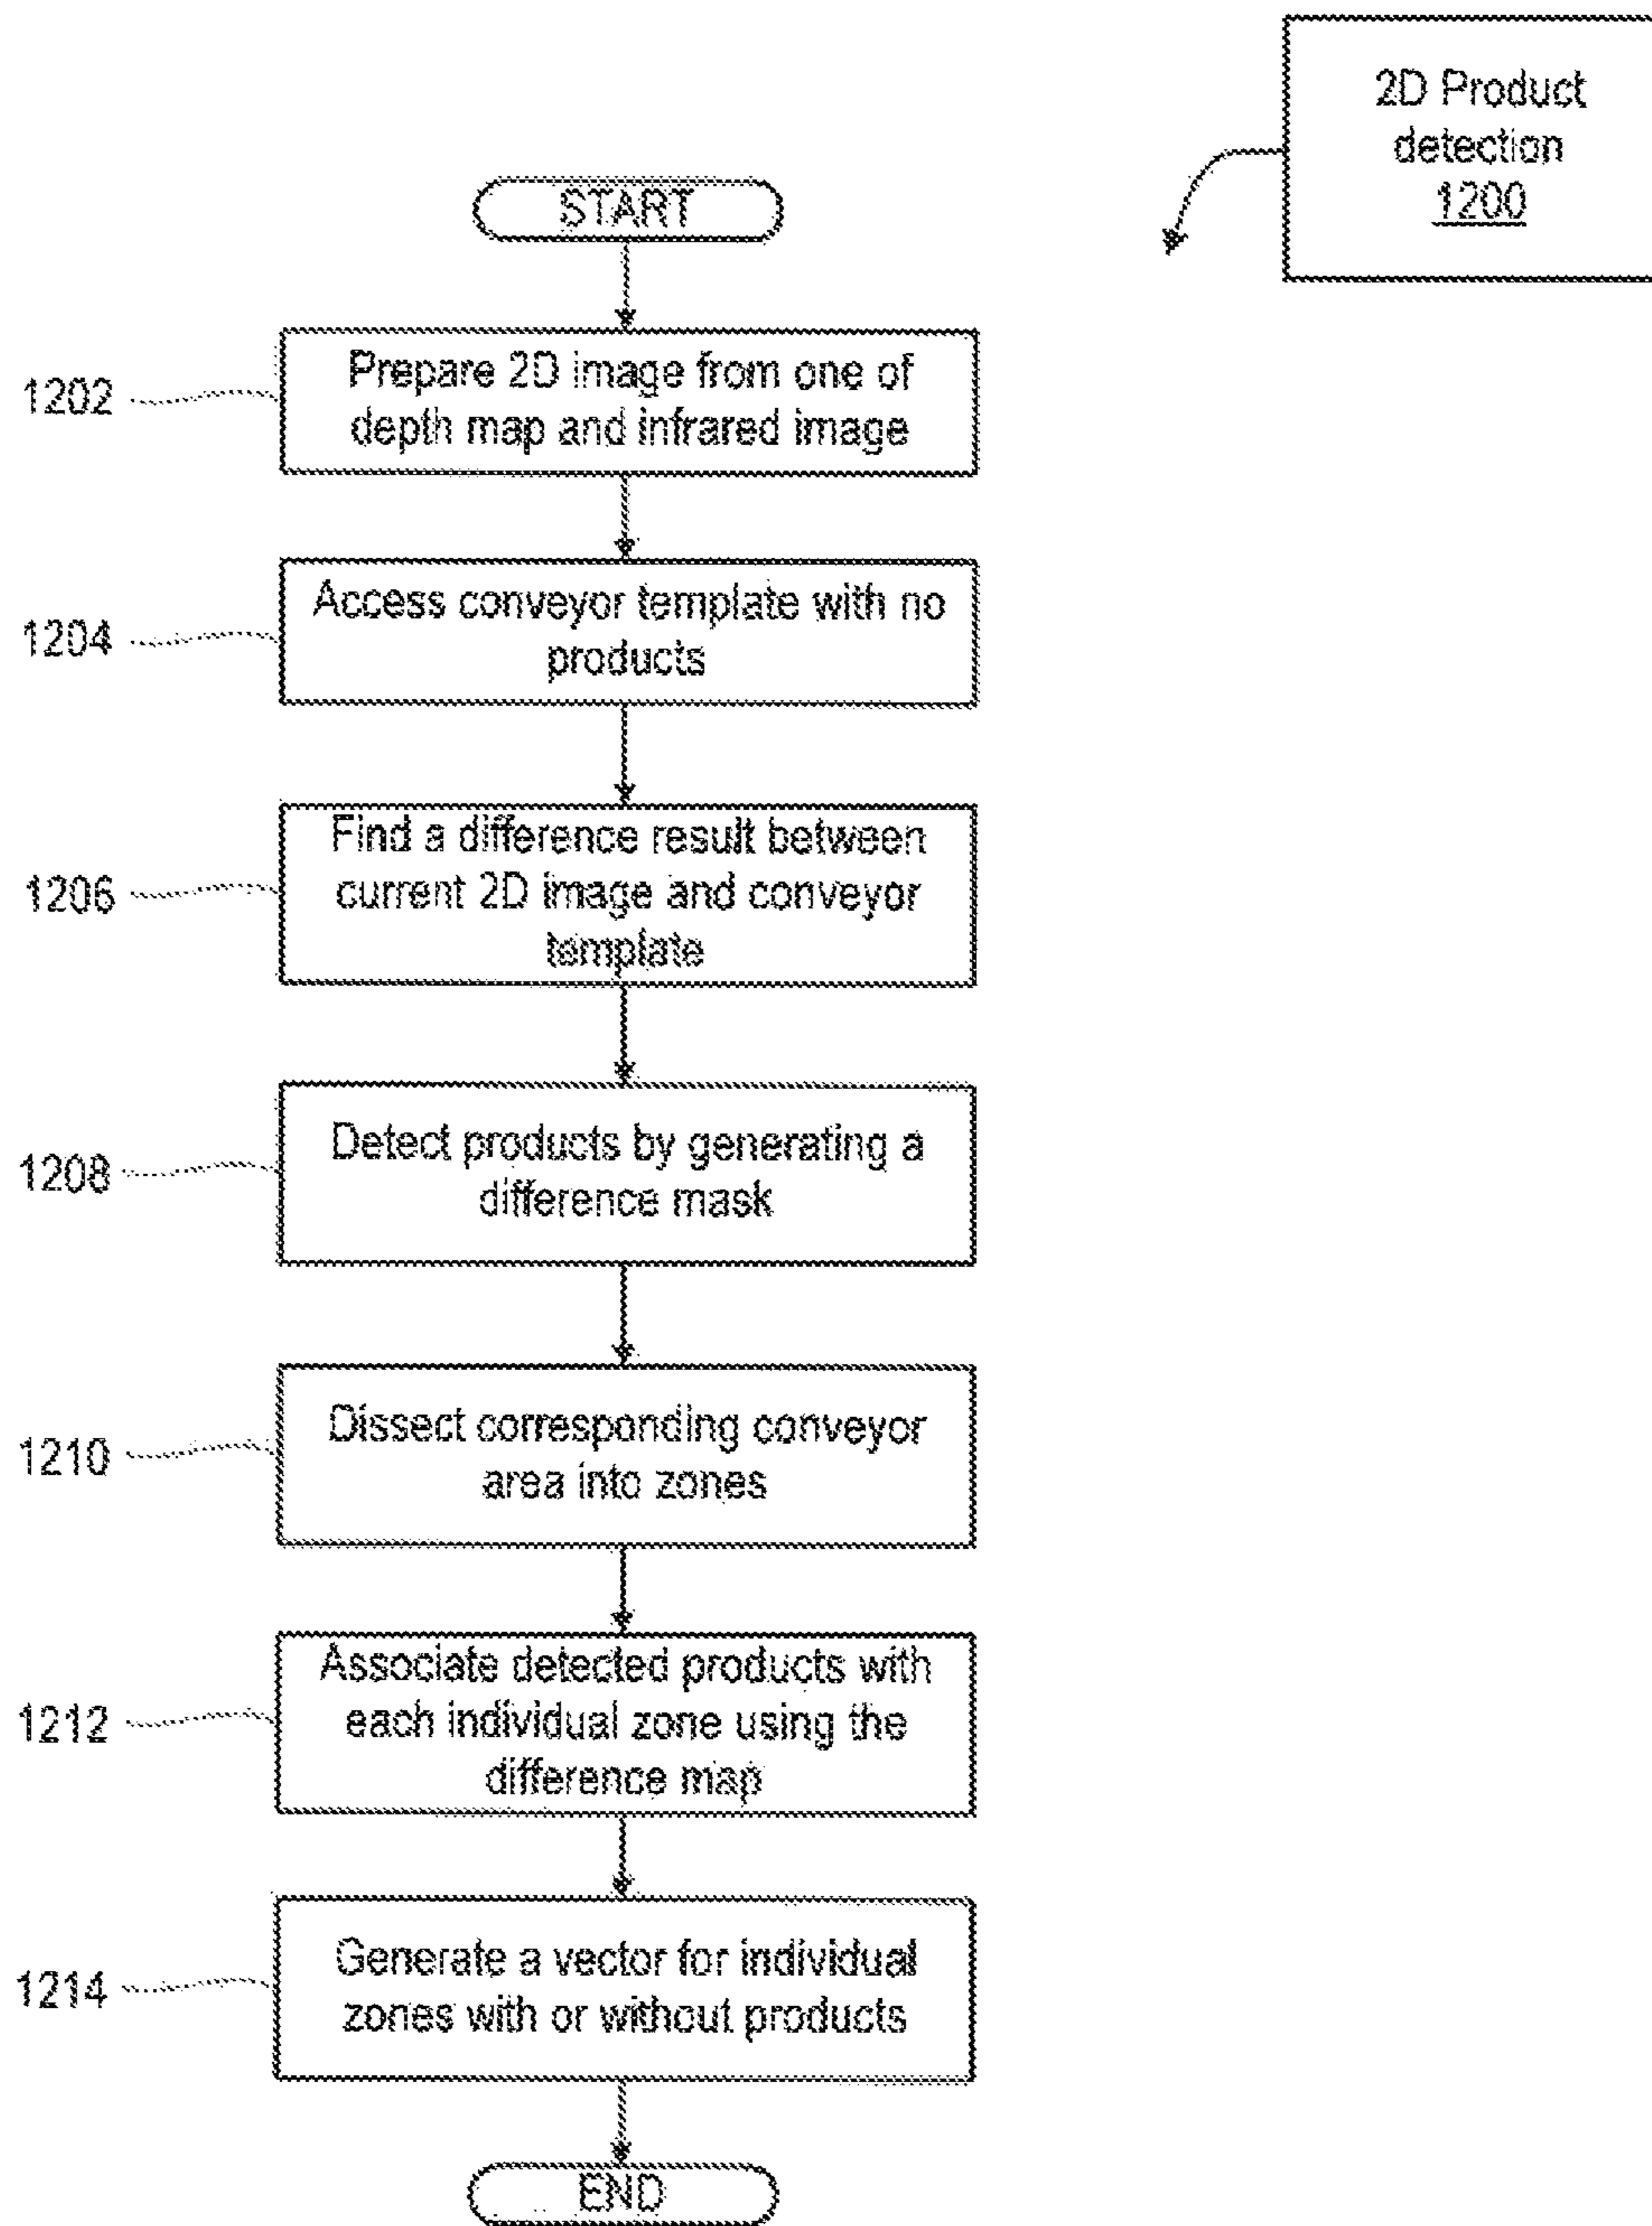 2D Product
detection
1200
START
1202
Prepare 2D image from one of
depth map and infrared image
1204
Access conveyor template with no
products
1206
Find a difference result between
current 2D image and conveyor
template
1208
Detect products by generating a
difference mask
1210
Dissect corresponding conveyor
area into zones
1212
Associate detected products with
each individual zone using the
difference map
1214
Generate a vector for individual
zones with or without products
END